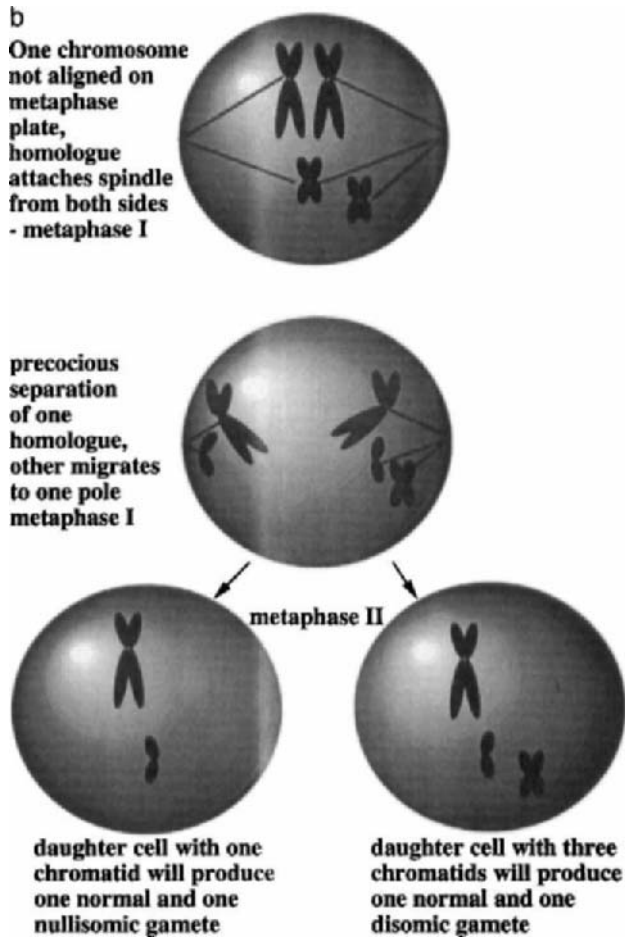 b
One chromosome
not aligned on
metaphase
plate,
homologue
attaches spindle
from both sides
- metaphase I
precocious
separation
of one
homologue,
other migrates
to one pole
metaphase I
metaphase II
daughter cell with one
chromatid will produce
one normal and one
nullisomic gamete
daughter cell with three
chromatids will produce
one normal and one
disomic gamete